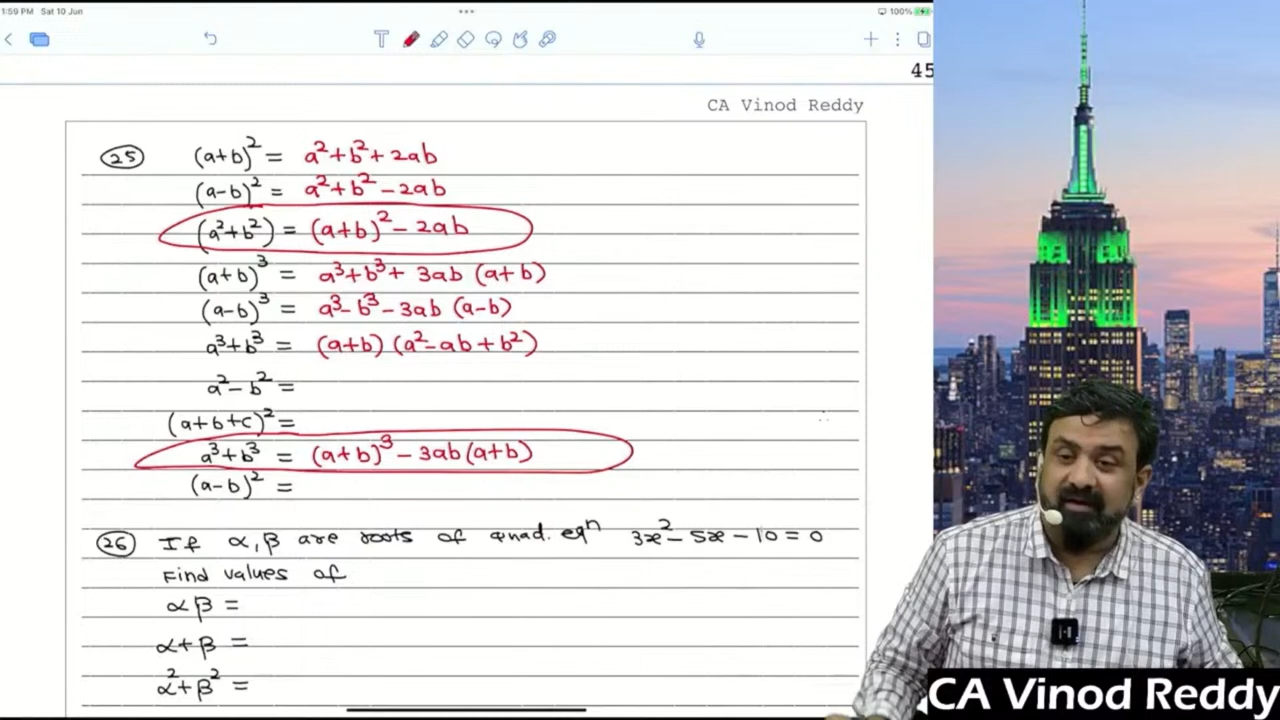 1:59 PM Sat 10 Jun
100%
T
45
CA Vinod Reddy
25 (a+b)² = a²+b²+2ab
(a-b)² = a²+b²-2ab
(a²+b²) = (a+b)²-2ab
(a+b)³ = a³+b³+ 3ab (a+b)
(a-b)³ = a³-b³-3ab (a-b)
a³+b³ = (a+b) (a²-ab+b²)
a²-b² =
(a+b+c)² =
a³+b³ = (a+b)³-3ab(a+b)
(a-b)² =
26 If α,β are roots of quad. eqⁿ 3x²-5x-10=0
Find values of
αβ =
α+β =
α²+β² =
CA Vinod Reddy